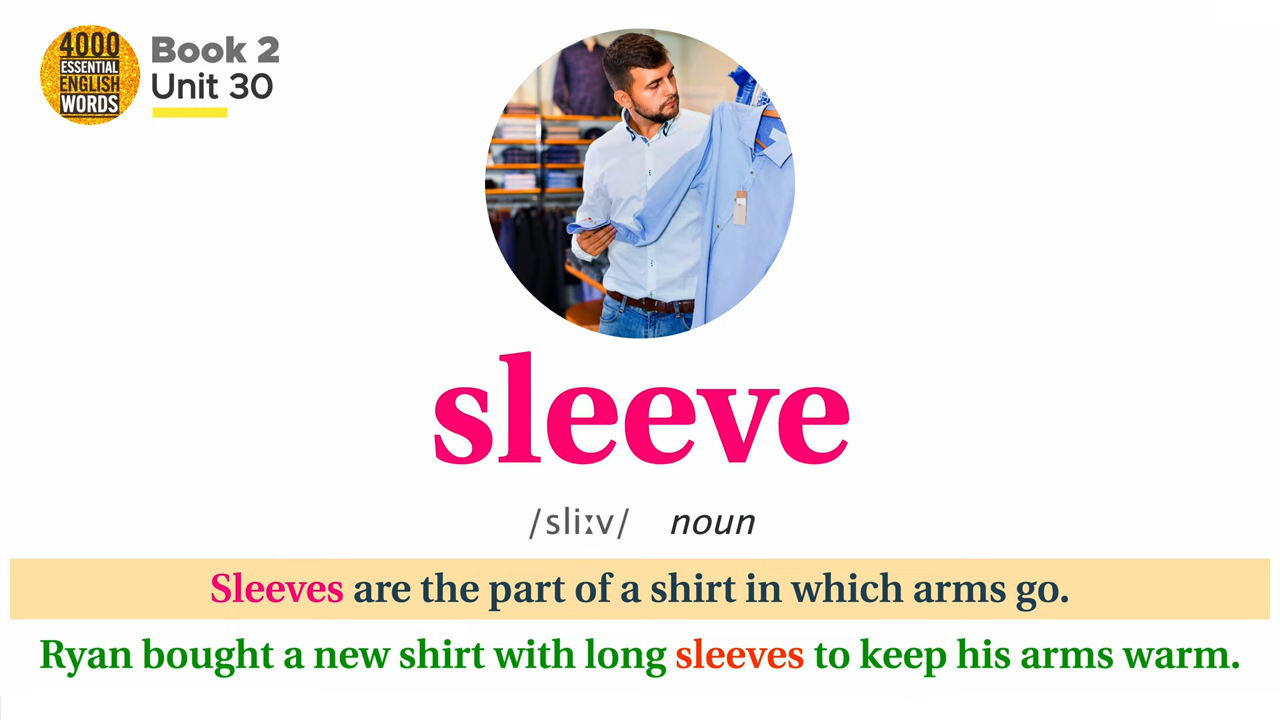 4000
ESSENTIAL
ENGLISH
WORDS
Book 2
Unit 30
sleeve
/sliːv/ noun
Sleeves are the part of a shirt in which arms go.
Ryan bought a new shirt with long sleeves to keep his arms warm.